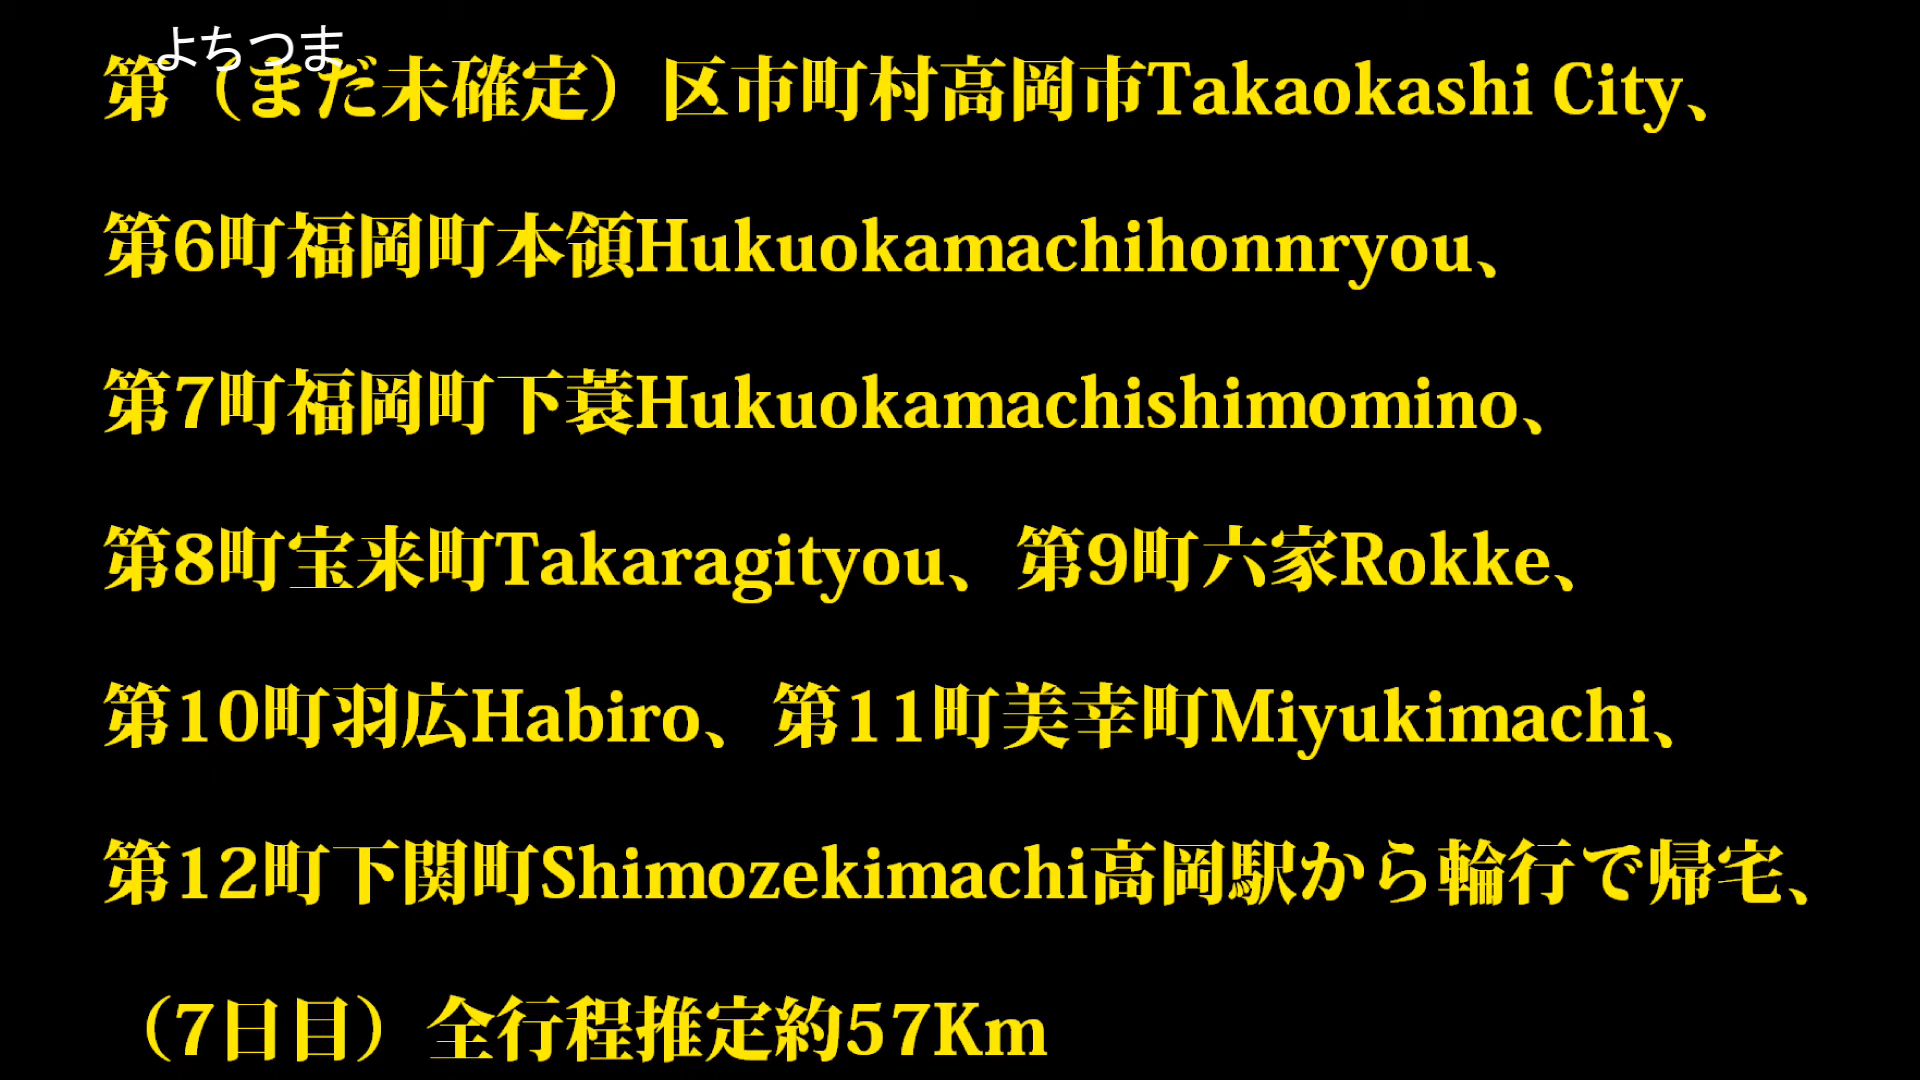 よちつま
第（まだ未確定）区市町村高岡市Takaokashi City、
第6町福岡町本領Hukuokamachihonnryou、
第7町福岡町下蓑Hukuokamachishimomino、
第8町宝来町Takaragityou、第9町六家Rokke、
第10町羽広Habiro、第11町美幸町Miyukimachi、
第12町下関町Shimozekimachi高岡駅から輪行で帰宅、
（7日目）全行程推定約57Km